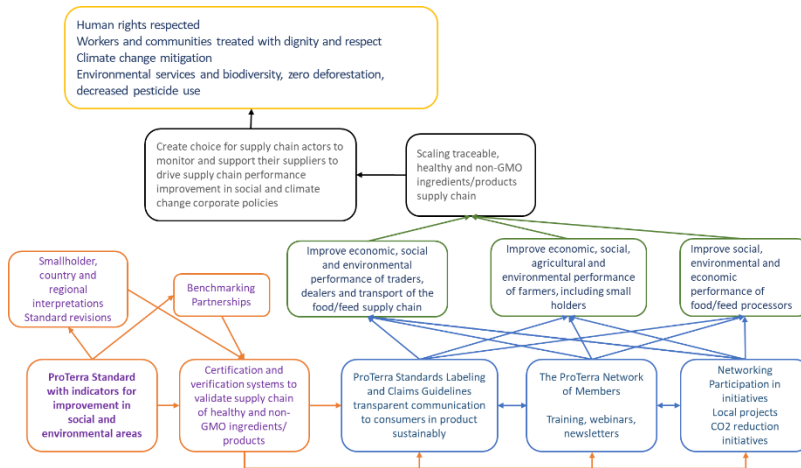 Human rights respected
Workers and communities treated with dignity and respect
Climate change mitigation
Environmental services and biodiversity, zero deforestation,
decreased pesticide use
Create choice for supply chain actors to
monitor and support their suppliers to
drive supply chain performance
improvement in social and climate
change corporate policies
Scaling traceable,
healthy and non-GMO
ingredients/products
supply chain
Smallholder,
country and
regional
interpretations
Standard revisions
Benchmarking
Partnerships
Improve economic, social
and environmental
performance of traders,
dealers and transport of the
food/feed supply chain
Improve economic, social,
agricultural and
environmental performance
of farmers, including small
holders
Improve social,
environmental and
economic
performance of
food/feed processors
ProTerra Standard
with indicators for
improvement in
social and
environmental areas
Certification and
verification systems to
validate supply chain
of healthy and non-
GMO ingredients/
products
ProTerra Standards Labeling
and Claims Guidelines
transparent communication
to consumers in product
sustainably
The ProTerra Network of
Members
Training, webinars,
newsletters
Networking
Participation in
initiatives
Local projects
CO2 reduction
initiatives